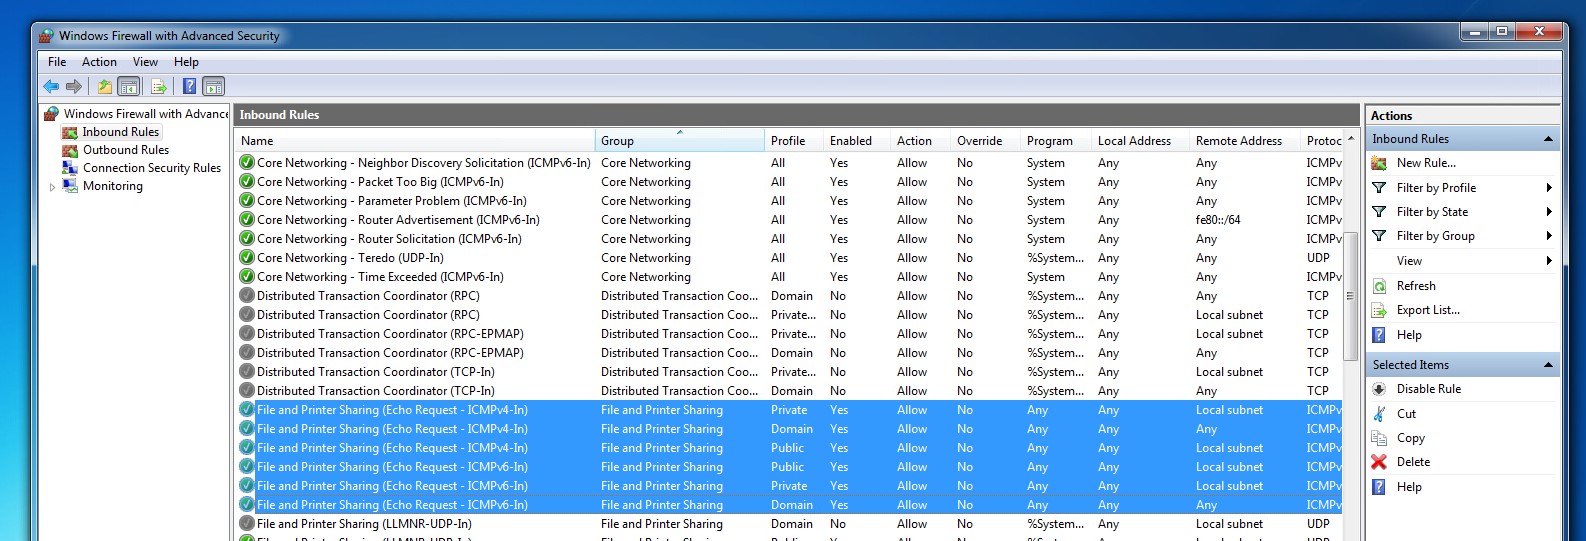 Windows Firewall with Advanced Security
File Action View Help
Windows Firewall with Advance
Inbound Rules
Outbound Rules
Connection Security Rules
Monitoring
Inbound Rules
Name Group Profile Enabled Action Override Program Local Address Remote Address Protoc
Core Networking - Neighbor Discovery Solicitation (ICMPv6-In) Core Networking All Yes Allow No System Any Any ICMPv
Core Networking - Packet Too Big (ICMPv6-In) Core Networking All Yes Allow No System Any Any ICMPv
Core Networking - Parameter Problem (ICMPv6-In) Core Networking All Yes Allow No System Any Any ICMPv
Core Networking - Router Advertisement (ICMPv6-In) Core Networking All Yes Allow No System Any fe80::/64 ICMPv
Core Networking - Router Solicitation (ICMPv6-In) Core Networking All Yes Allow No System Any Any ICMPv
Core Networking - Teredo (UDP-In) Core Networking All Yes Allow No %System... Any Any UDP
Core Networking - Time Exceeded (ICMPv6-In) Core Networking All Yes Allow No System Any Any ICMPv
Distributed Transaction Coordinator (RPC) Distributed Transaction Coo... Domain No Allow No %System... Any Any TCP
Distributed Transaction Coordinator (RPC) Distributed Transaction Coo... Private... No Allow No %System... Any Local subnet TCP
Distributed Transaction Coordinator (RPC-EPMAP) Distributed Transaction Coo... Private... No Allow No %System... Any Local subnet TCP
Distributed Transaction Coordinator (RPC-EPMAP) Distributed Transaction Coo... Domain No Allow No %System... Any Any TCP
Distributed Transaction Coordinator (TCP-In) Distributed Transaction Coo... Private... No Allow No %System... Any Local subnet TCP
Distributed Transaction Coordinator (TCP-In) Distributed Transaction Coo... Domain No Allow No %System... Any Any TCP
File and Printer Sharing (Echo Request - ICMPv4-In) File and Printer Sharing Private Yes Allow No Any Any Local subnet ICMPv
File and Printer Sharing (Echo Request - ICMPv4-In) File and Printer Sharing Domain Yes Allow No Any Any Any ICMPv
File and Printer Sharing (Echo Request - ICMPv4-In) File and Printer Sharing Public Yes Allow No Any Any Local subnet ICMPv
File and Printer Sharing (Echo Request - ICMPv6-In) File and Printer Sharing Public Yes Allow No Any Any Local subnet ICMPv
File and Printer Sharing (Echo Request - ICMPv6-In) File and Printer Sharing Private Yes Allow No Any Any Local subnet ICMPv
File and Printer Sharing (Echo Request - ICMPv6-In) File and Printer Sharing Domain Yes Allow No Any Any Any ICMPv
File and Printer Sharing (LLMNR-UDP-In) File and Printer Sharing Domain No Allow No %System... Any Local subnet UDP
Actions
Inbound Rules
New Rule...
Filter by Profile
Filter by State
Filter by Group
View
Refresh
Export List...
Help
Selected Items
Disable Rule
Cut
Copy
Delete
Help